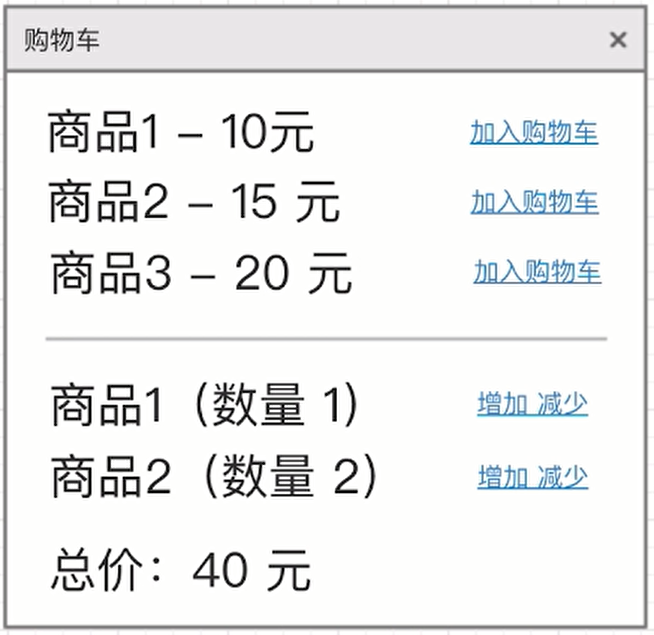 购物车 ×
商品1 – 10元 加入购物车
商品2 – 15 元 加入购物车
商品3 – 20 元 加入购物车
商品1（数量 1） 增加 减少
商品2（数量 2） 增加 减少
总价：40 元